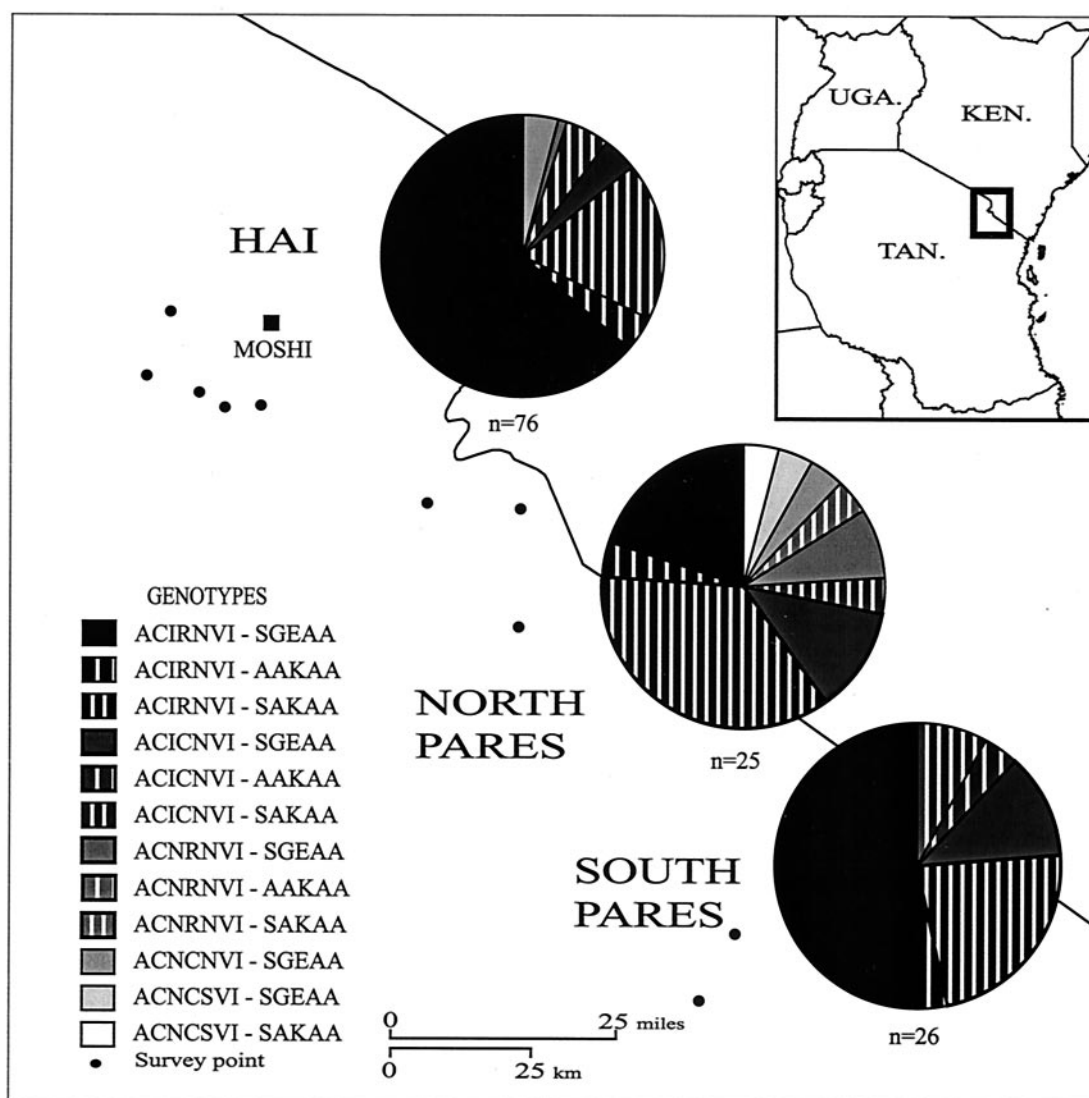 UGA.
KEN.
TAN.
HAI
MOSHI
n=76
NORTH
PARES
n=25
SOUTH
PARES
n=26
GENOTYPES
ACIRNVI - SGEAA
ACIRNVI - AAKAA
ACIRNVI - SAKAA
ACICNVI - SGEAA
ACICNVI - AAKAA
ACICNVI - SAKAA
ACNRNVI - SGEAA
ACNRNVI - AAKAA
ACNRNVI - SAKAA
ACNCNVI - SGEAA
ACNCSVI - SGEAA
ACNCSVI - SAKAA
Survey point
0 25 miles
0 25 km